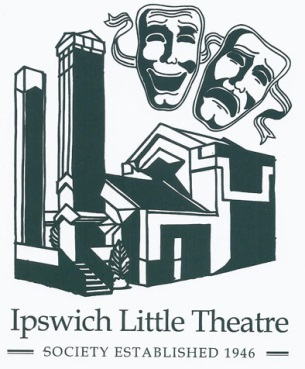 Ipswich Little Theatre
SOCIETY ESTABLISHED 1946